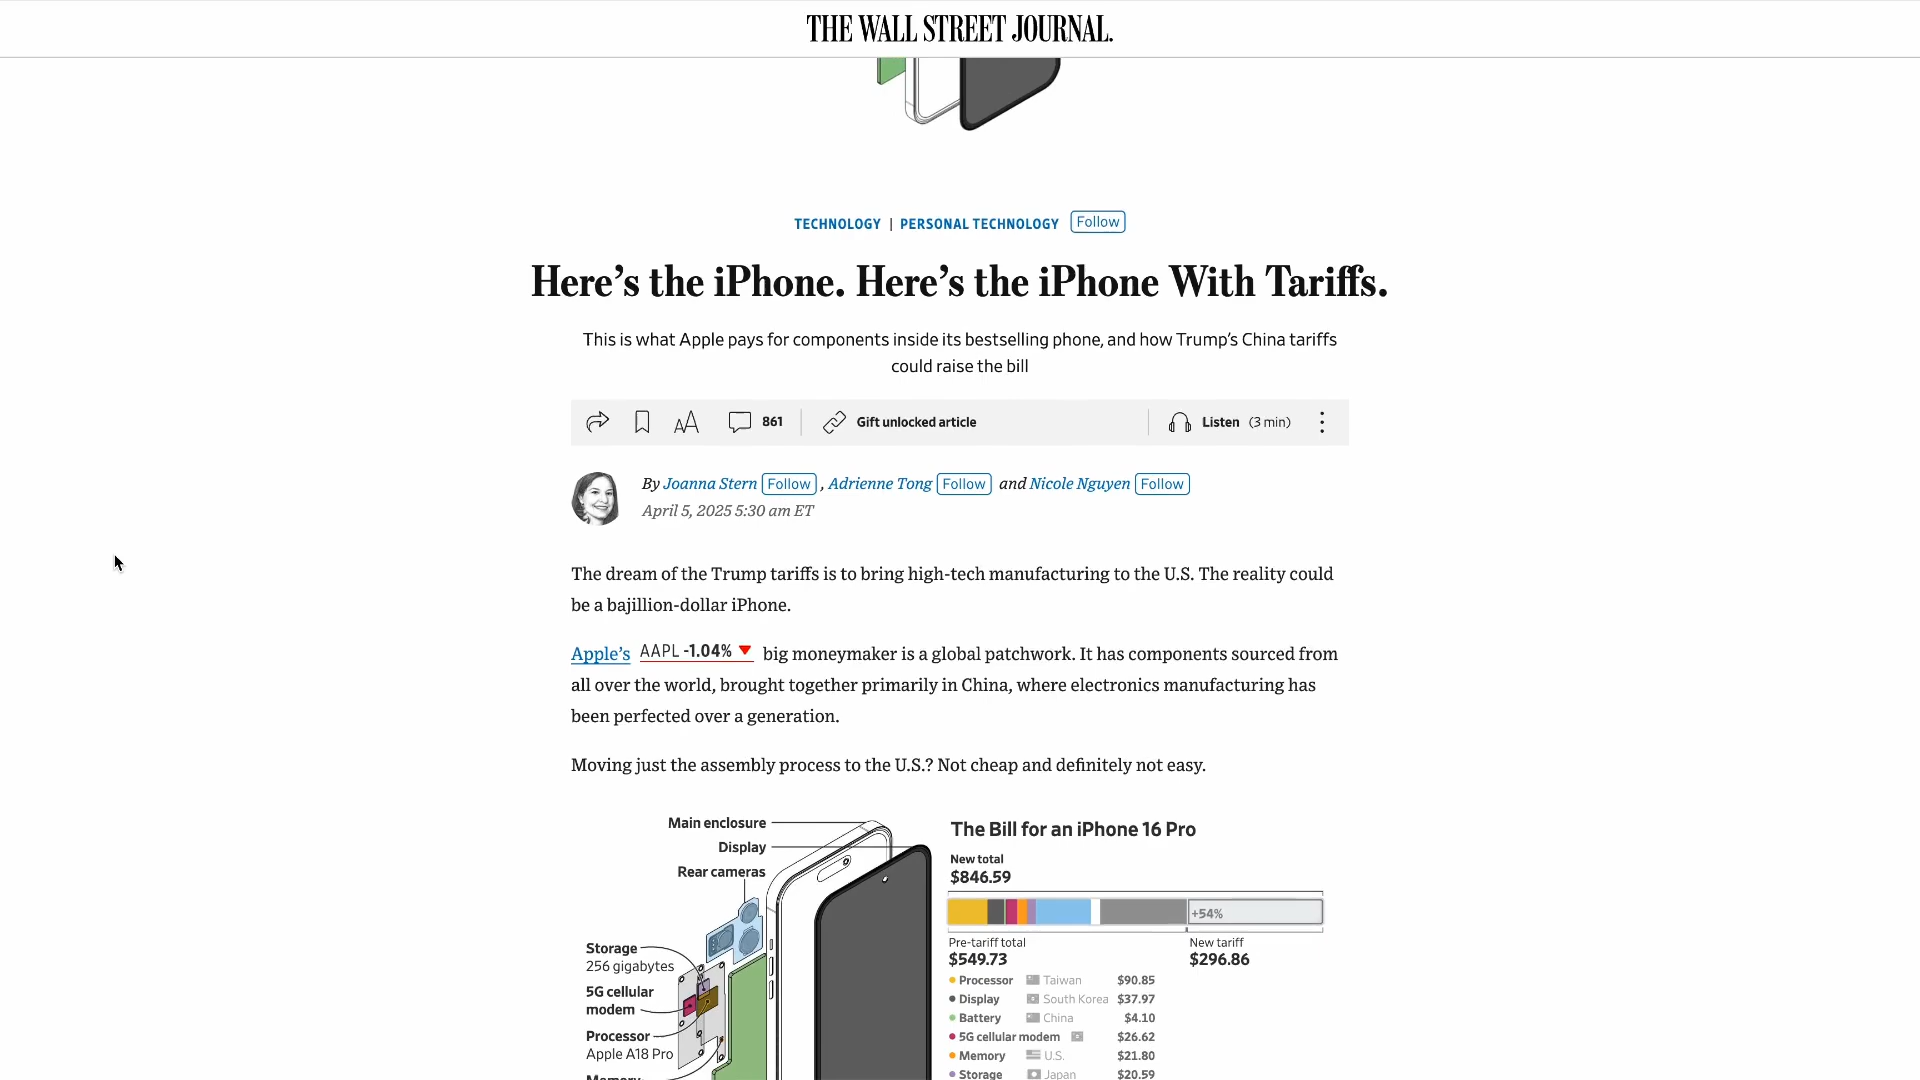 THE WALL STREET JOURNAL.
TECHNOLOGY | PERSONAL TECHNOLOGY Follow
Here’s the iPhone. Here’s the iPhone With Tariffs.
This is what Apple pays for components inside its bestselling phone, and how Trump’s China tariffs
could raise the bill
861 Gift unlocked article Listen (3 min)
By Joanna Stern Follow , Adrienne Tong Follow and Nicole Nguyen Follow
April 5, 2025 5:30 am ET
The dream of the Trump tariffs is to bring high-tech manufacturing to the U.S. The reality could
be a bajillion-dollar iPhone.
Apple’s AAPL -1.04% big moneymaker is a global patchwork. It has components sourced from
all over the world, brought together primarily in China, where electronics manufacturing has
been perfected over a generation.
Moving just the assembly process to the U.S.? Not cheap and definitely not easy.
Main enclosure
Display
Rear cameras
Storage
256 gigabytes
5G cellular
modem
Processor
Apple A18 Pro
Memory
The Bill for an iPhone 16 Pro
New total
$846.59
+54%
Pre-tariff total New tariff
$549.73 $296.86
Processor Taiwan $90.85
Display South Korea $37.97
Battery China $4.10
5G cellular modem $26.62
Memory U.S. $21.80
Storage Japan $20.59